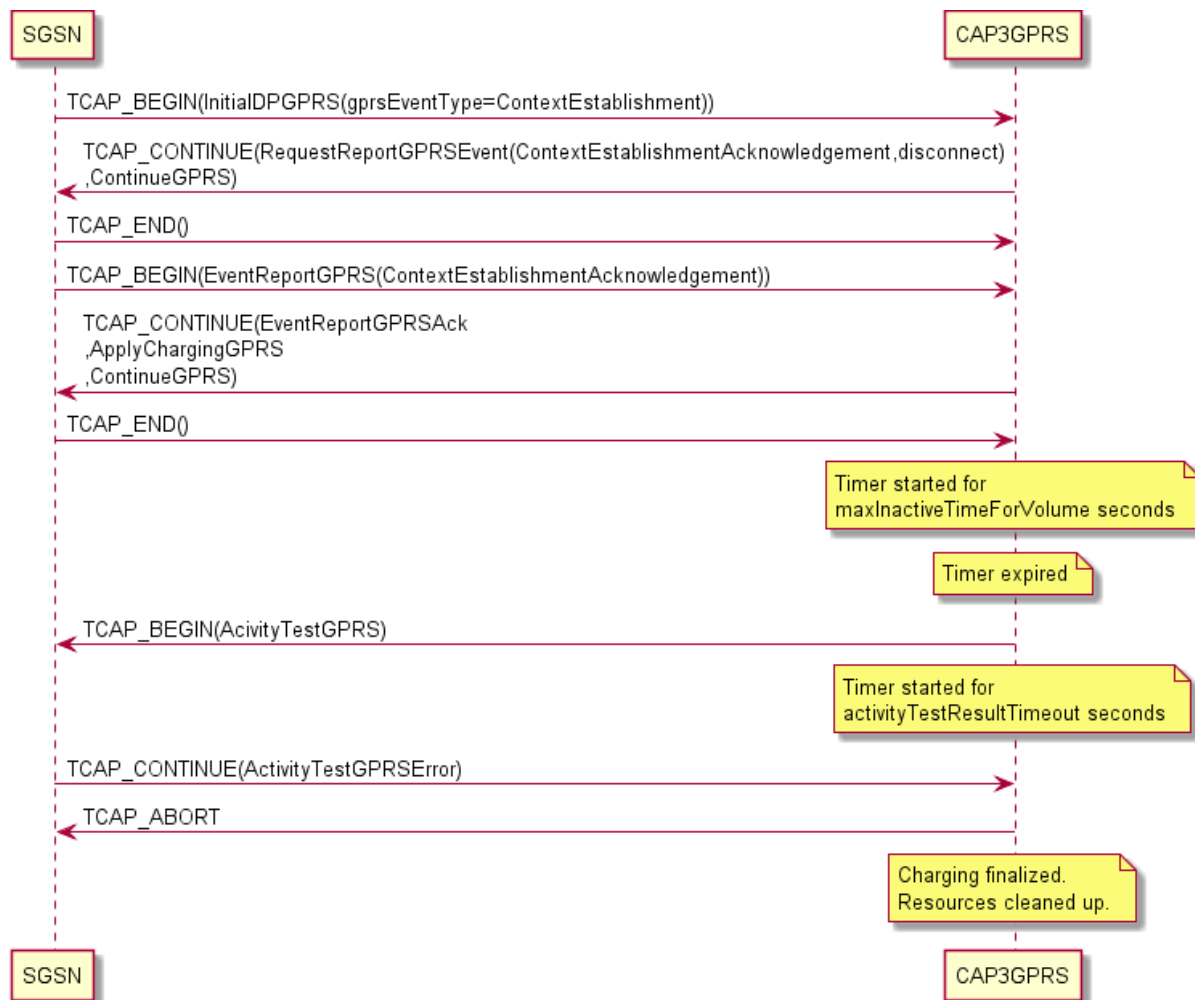 SGSN
CAP3GPRS
TCAP_BEGIN(InitialDPGPRS(gprsEventType=ContextEstablishment))
TCAP_CONTINUE(RequestReportGPRSEvent(ContextEstablishmentAcknowledgement,disconnect)
,ContinueGPRS)
TCAP_END()
TCAP_BEGIN(EventReportGPRS(ContextEstablishmentAcknowledgement))
TCAP_CONTINUE(EventReportGPRSAck
,ApplyChargingGPRS
,ContinueGPRS)
TCAP_END()
Timer started for
maxInactiveTimeForVolume seconds
Timer expired
TCAP_BEGIN(AcivityTestGPRS)
Timer started for
activityTestResultTimeout seconds
TCAP_CONTINUE(ActivityTestGPRSError)
TCAP_ABORT
Charging finalized.
Resources cleaned up.
SGSN
CAP3GPRS